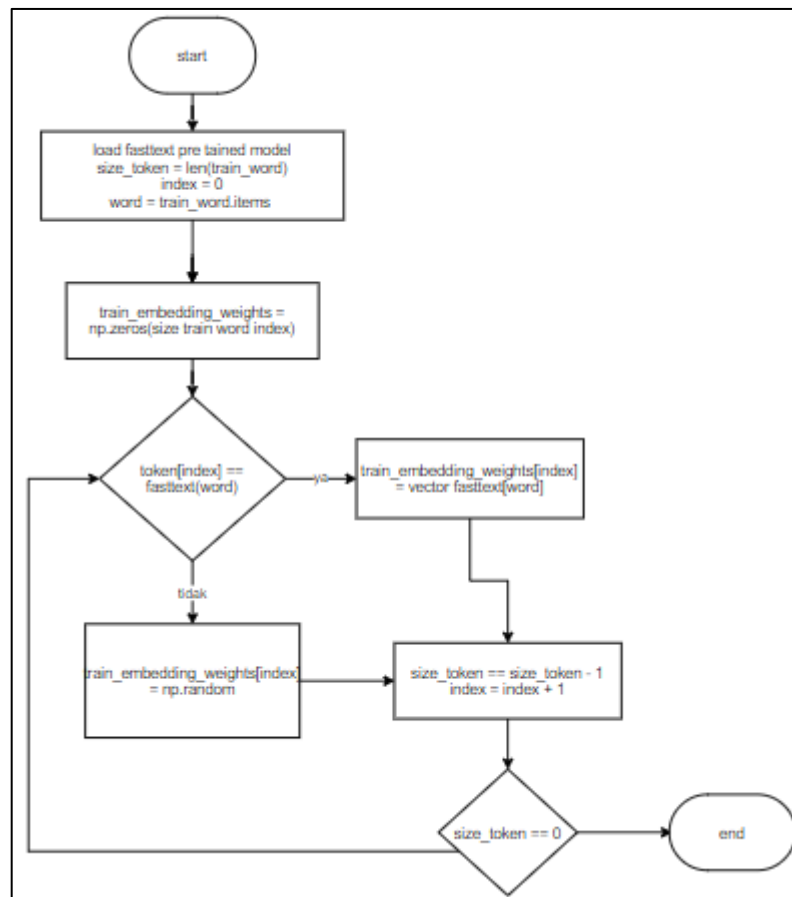 start
load fasttext pre tained model
size_token = len(train_word)
index = 0
word = train_word.items
train_embedding_weights =
np.zeros(size train word index)
token[index] ==
fasttext(word)
ya
train_embedding_weights[index]
= vector fasttext[word]
tidak
train_embedding_weights[index]
= np.random
size_token == size_token - 1
index = index + 1
size_token == 0
end